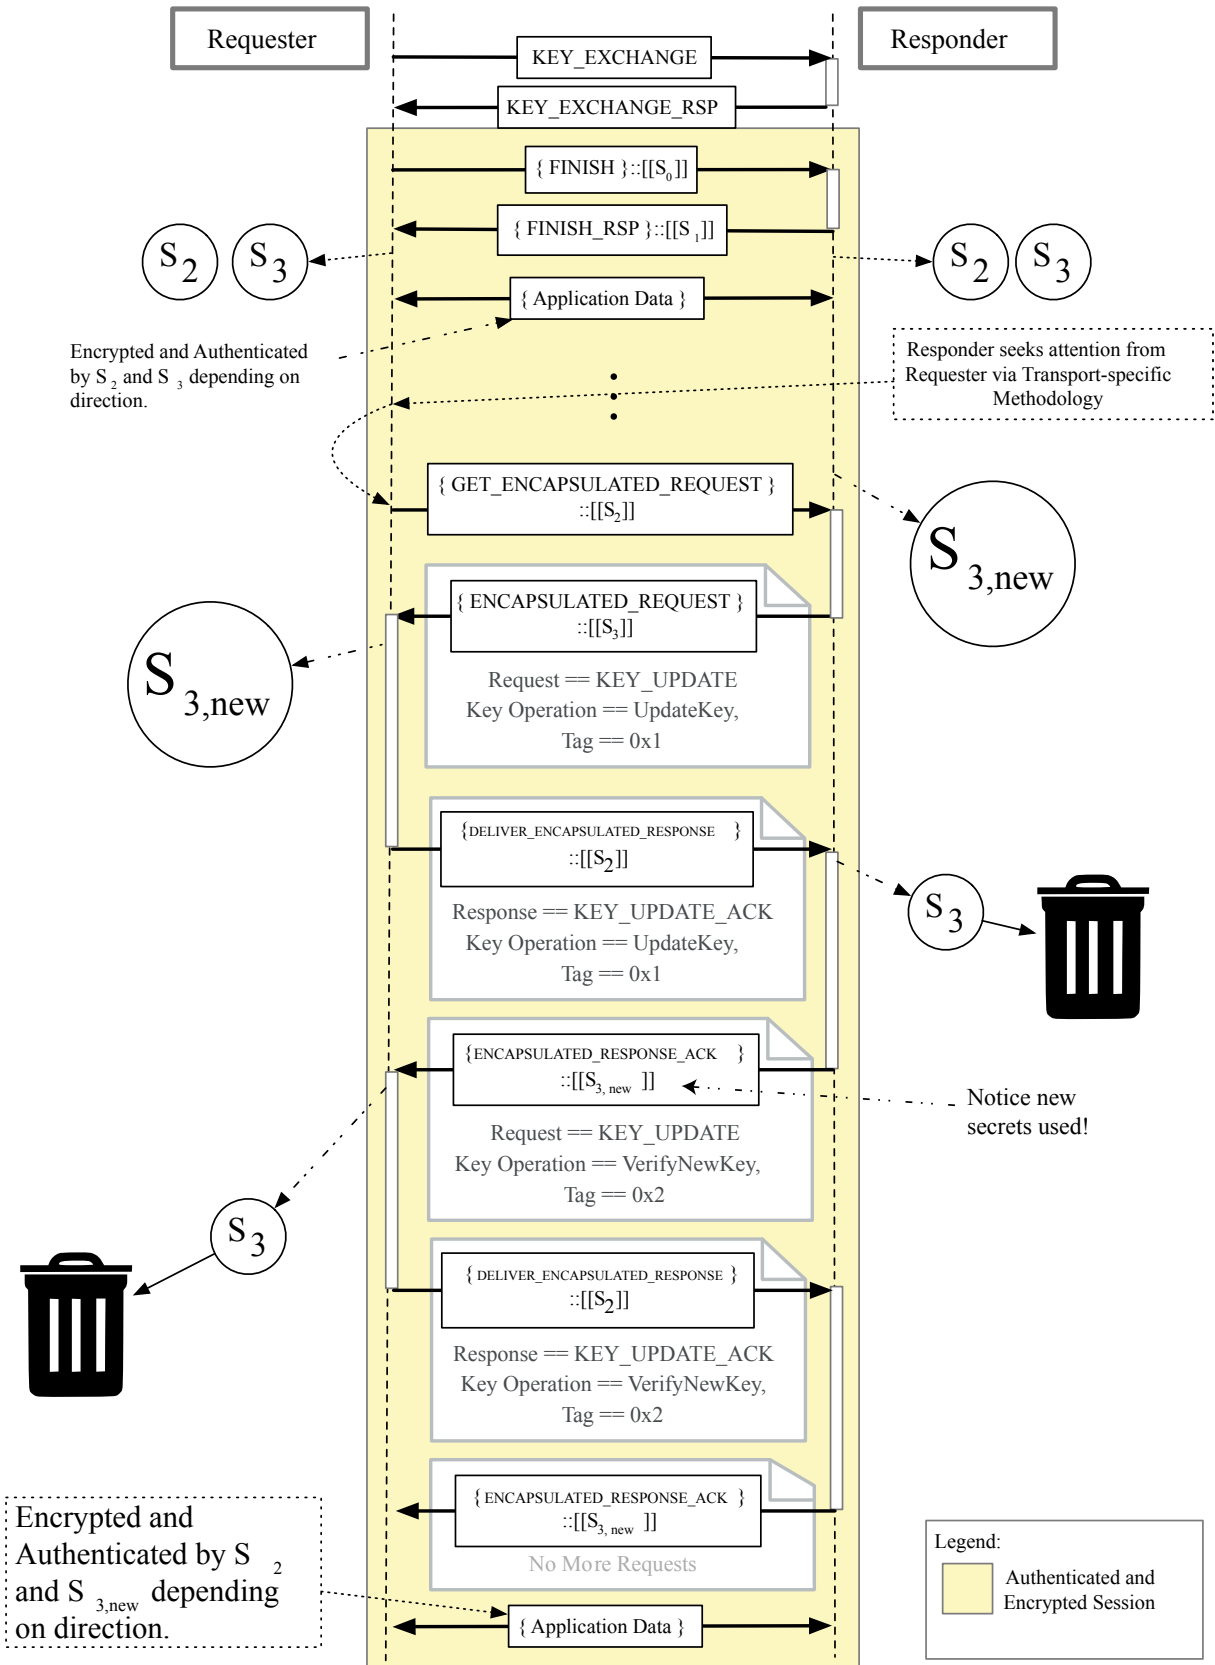 Requester
Responder
KEY_EXCHANGE
KEY_EXCHANGE_RSP
{ FINISH }::[[S0]]
{ FINISH_RSP }::[[S1]]
S2
S3
S2
S3
{ Application Data }
Encrypted and Authenticated
by S2 and S3 depending on
direction.
Responder seeks attention from
Requester via Transport-specific
Methodology
{ GET_ENCAPSULATED_REQUEST }
::[[S2]]
S3,new
{ ENCAPSULATED_REQUEST }
::[[S3]]
Request == KEY_UPDATE
Key Operation == UpdateKey,
Tag == 0x1
S3,new
{DELIVER_ENCAPSULATED_RESPONSE }
::[[S2]]
Response == KEY_UPDATE_ACK
Key Operation == UpdateKey,
Tag == 0x1
S3
{ENCAPSULATED_RESPONSE_ACK }
::[[S3, new ]]
Request == KEY_UPDATE
Key Operation == VerifyNewKey,
Tag == 0x2
Notice new
secrets used!
S3
{ DELIVER_ENCAPSULATED_RESPONSE}
::[[S2]]
Response == KEY_UPDATE_ACK
Key Operation == VerifyNewKey,
Tag == 0x2
{ ENCAPSULATED_RESPONSE_ACK }
::[[S3, new ]]
No More Requests
Encrypted and
Authenticated by S2
and S3,new depending
on direction.
{ Application Data }
Legend:
Authenticated and
Encrypted Session